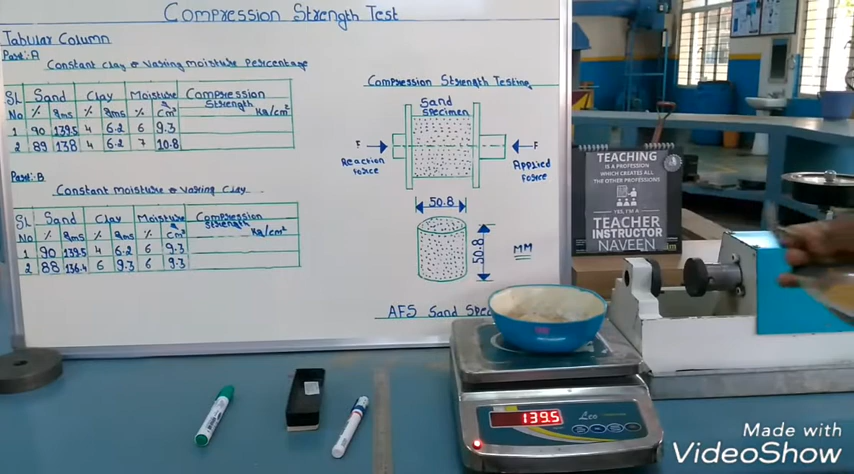 Compression Strength Test
Tabular Column
Part:A
Constant clay & Varing moisture Percentage
SL No Sand Clay Moisture Compression Strength Kg/cm²
% gms % gms % cm³
1 90 139.5 4 6.2 6 9.3
2 89 138 4 6.2 7 10.8
Part:B
Constant moisture & Varing Clay
SL No Sand Clay Moisture Compression Strength Kg/cm²
% gms % gms % cm³
1 90 139.5 4 6.2 6 9.3
2 88 136.4 6 9.3 6 9.3
Compression Strength Testing
Sand
Specimen
F
F
Reaction
force
Applied
force
50.8
50.8
MM
AFS Sand
TEACHING
IS A PROFESSION
WHICH CREATES ALL
THE OTHER PROFESSIONS
YES, I'M A
TEACHER
INSTRUCTOR
NAVEEN
139.5
Leo
Made with
VideoShow